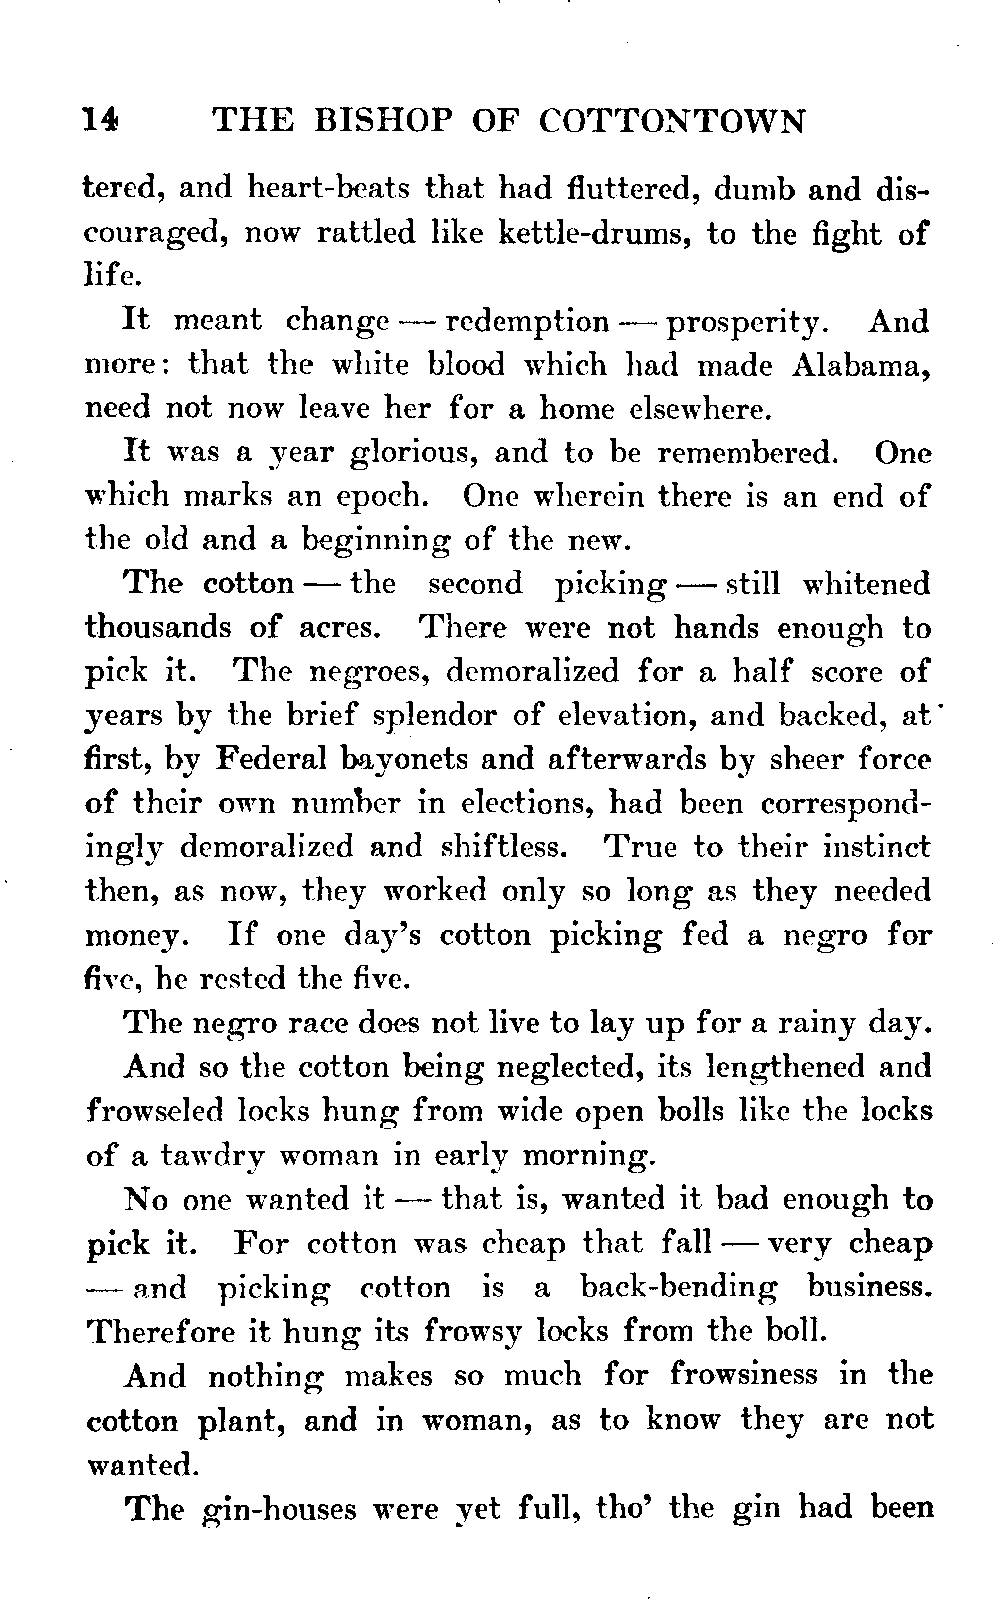 14 THE BISHOP OF COTTONTOWN
tered, and heart-beats that had fluttered, dumb and dis-
couraged, now rattled like kettle-drums, to the fight of
life.
It meant change — redemption — prosperity. And
more: that the white blood which had made Alabama,
need not now leave her for a home elsewhere.
It was a year glorious, and to be remembered. One
which marks an epoch. One wherein there is an end of
the old and a beginning of the new.
The cotton — the second picking — still whitened
thousands of acres. There were not hands enough to
pick it. The negroes, demoralized for a half score of
years by the brief splendor of elevation, and backed, at
first, by Federal bayonets and afterwards by sheer force
of their own number in elections, had been correspond-
ingly demoralized and shiftless. True to their instinct
then, as now, they worked only so long as they needed
money. If one day's cotton picking fed a negro for
five, he rested the five.
The negro race does not live to lay up for a rainy day.
And so the cotton being neglected, its lengthened and
frowseled locks hung from wide open bolls like the locks
of a tawdry woman in early morning.
No one wanted it — that is, wanted it bad enough to
pick it. For cotton was cheap that fall — very cheap
— and picking cotton is a back-bending business.
Therefore it hung its frowsy locks from the boll.
And nothing makes so much for frowsiness in the
cotton plant, and in woman, as to know they are not
wanted.
The gin-houses were yet full, tho' the gin had been